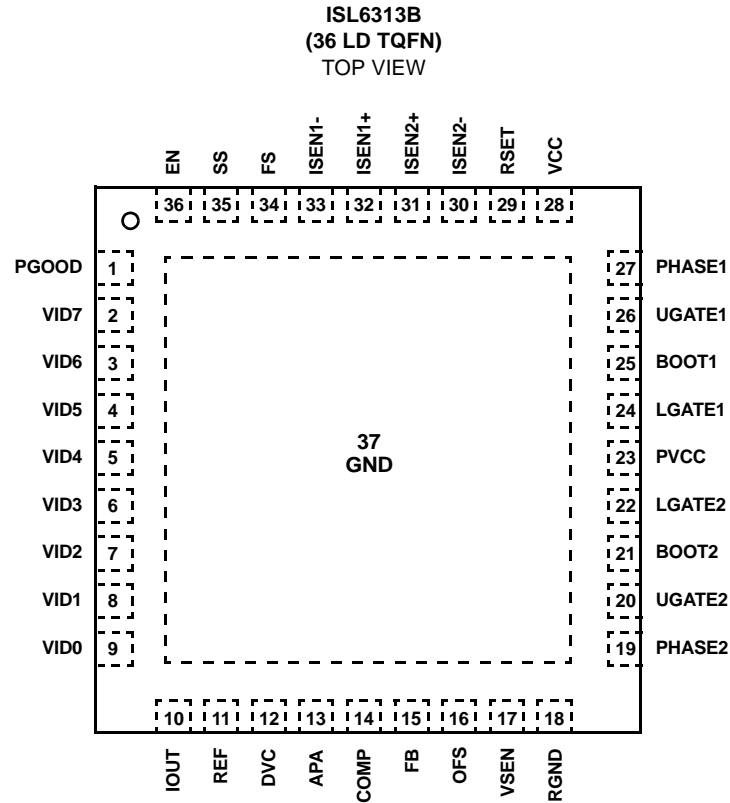 ISL6313B
(36 LD TQFN)
TOP VIEW
EN SS FS ISEN1- ISEN1+ ISEN2+ ISEN2- RSET VCC
36 35 34 33 32 31 30 29 28
PGOOD 1 27 PHASE1
VID7 2 26 UGATE1
VID6 3 25 BOOT1
VID5 4 24 LGATE1
VID4 5 23 PVCC
37
GND
VID3 6 22 LGATE2
VID2 7 21 BOOT2
VID1 8 20 UGATE2
VID0 9 19 PHASE2
10 11 12 13 14 15 16 17 18
IOUT REF DVC APA COMP FB OFS VSEN RGND